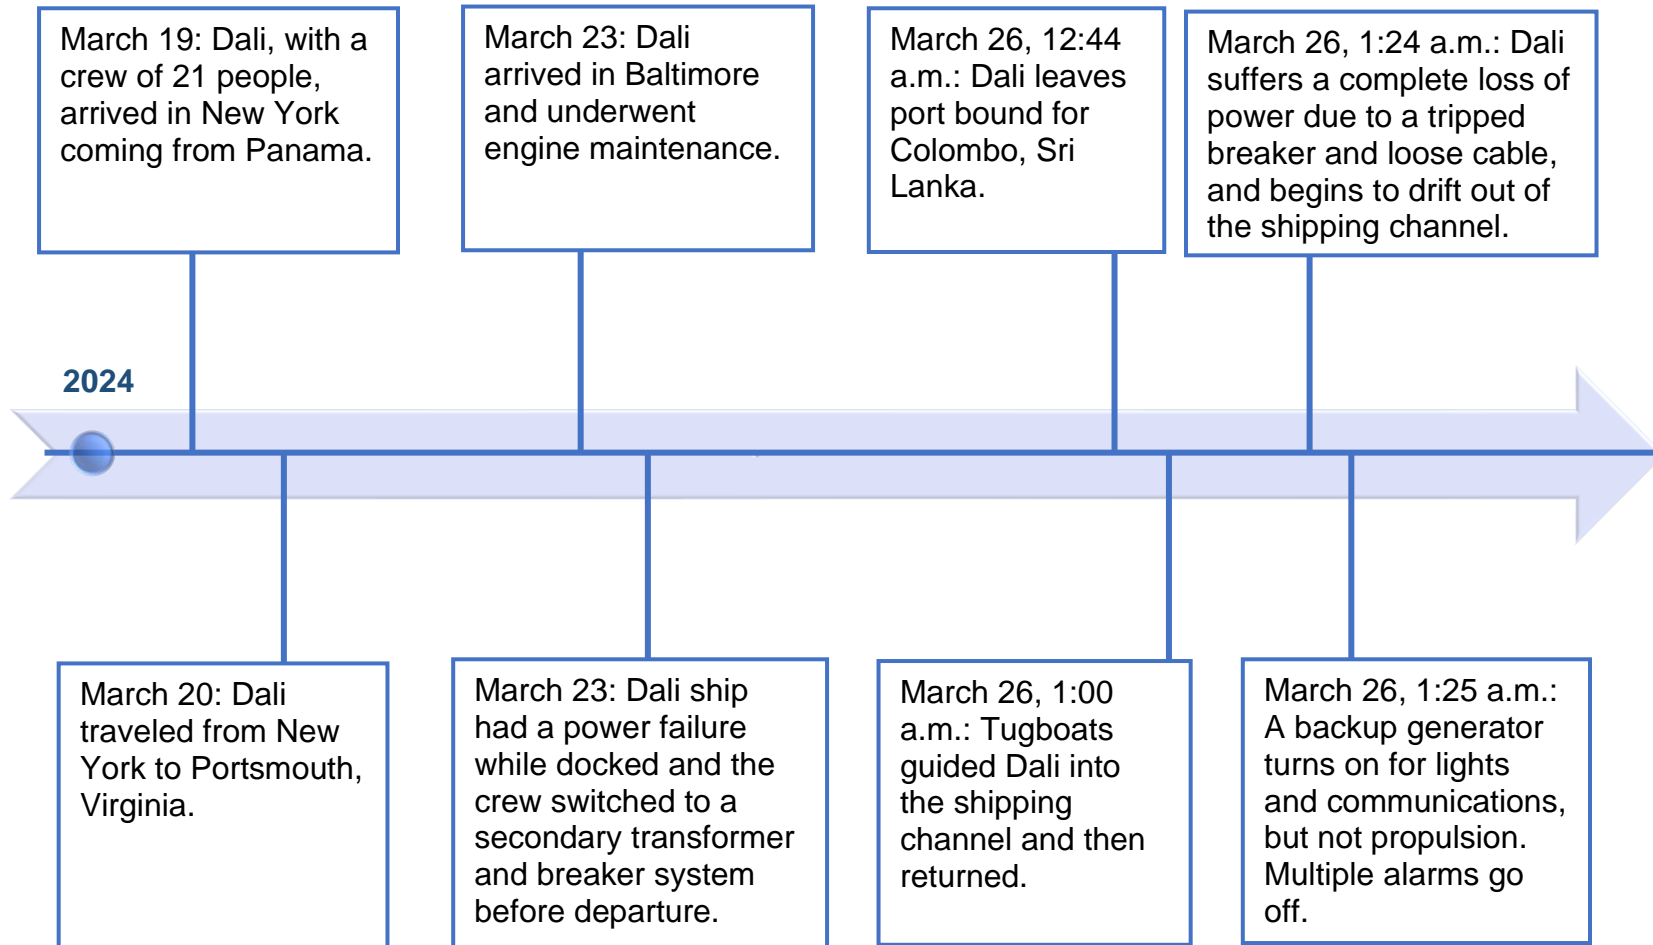 March 19: Dali, with a
crew of 21 people,
arrived in New York
coming from Panama.
March 23: Dali
arrived in Baltimore
and underwent
engine maintenance.
March 26, 12:44
a.m.: Dali leaves
port bound for
Colombo, Sri
Lanka.
March 26, 1:24 a.m.: Dali
suffers a complete loss of
power due to a tripped
breaker and loose cable,
and begins to drift out of
the shipping channel.
2024
March 20: Dali
traveled from New
York to Portsmouth,
Virginia.
March 23: Dali ship
had a power failure
while docked and the
crew switched to a
secondary transformer
and breaker system
before departure.
March 26, 1:00
a.m.: Tugboats
guided Dali into
the shipping
channel and then
returned.
March 26, 1:25 a.m.:
A backup generator
turns on for lights
and communications,
but not propulsion.
Multiple alarms go
off.